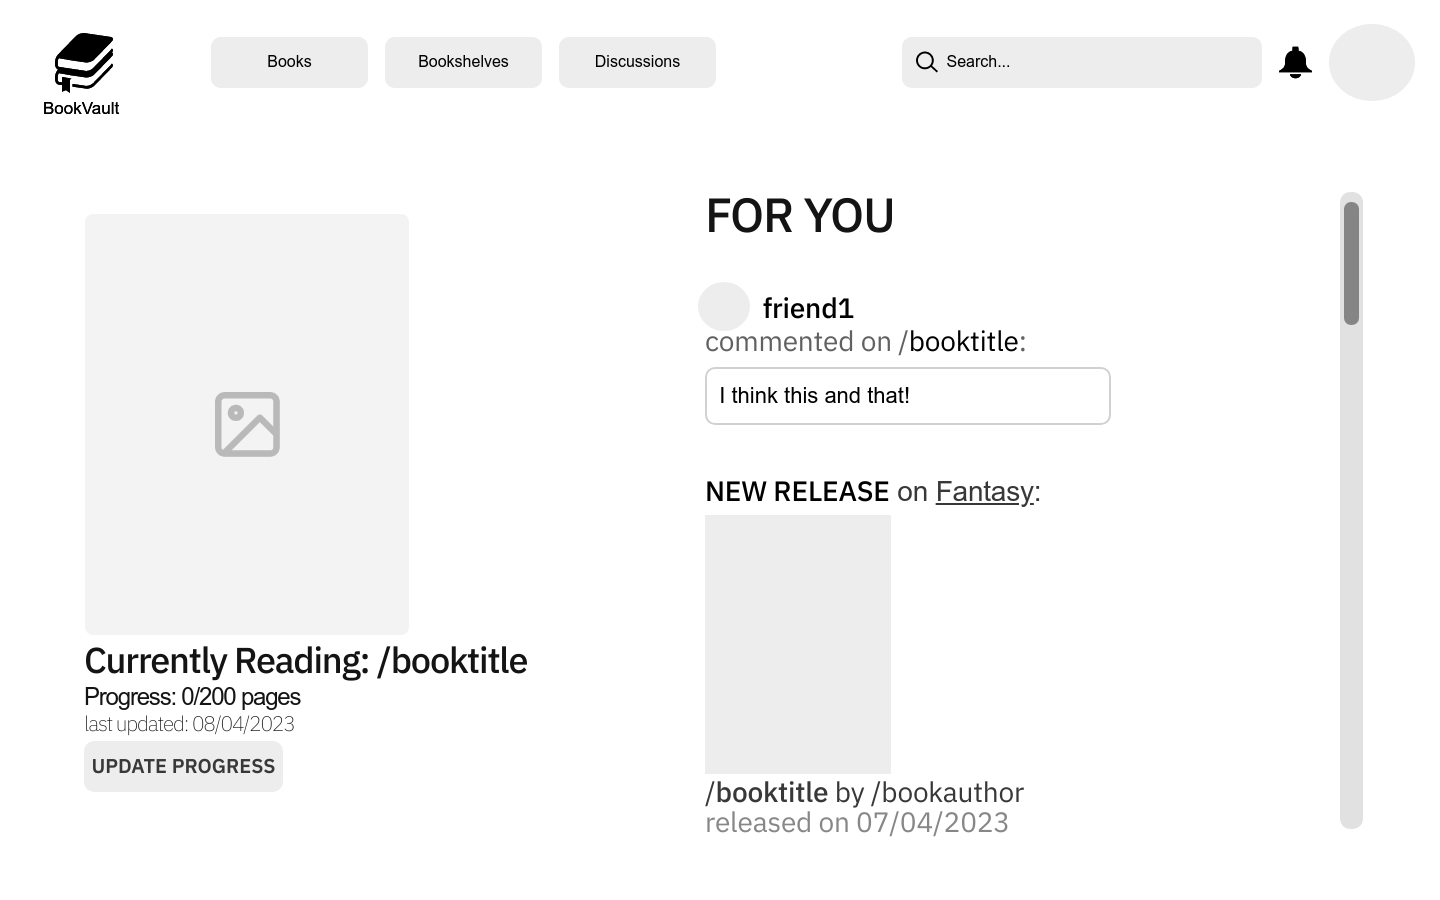 BookVault
Books
Bookshelves
Discussions
Search...
Currently Reading: /booktitle
Progress: 0/200 pages
last updated: 08/04/2023
UPDATE PROGRESS
FOR YOU
friend1
commented on /booktitle:
I think this and that!
NEW RELEASE on Fantasy:
/booktitle by /bookauthor
released on 07/04/2023